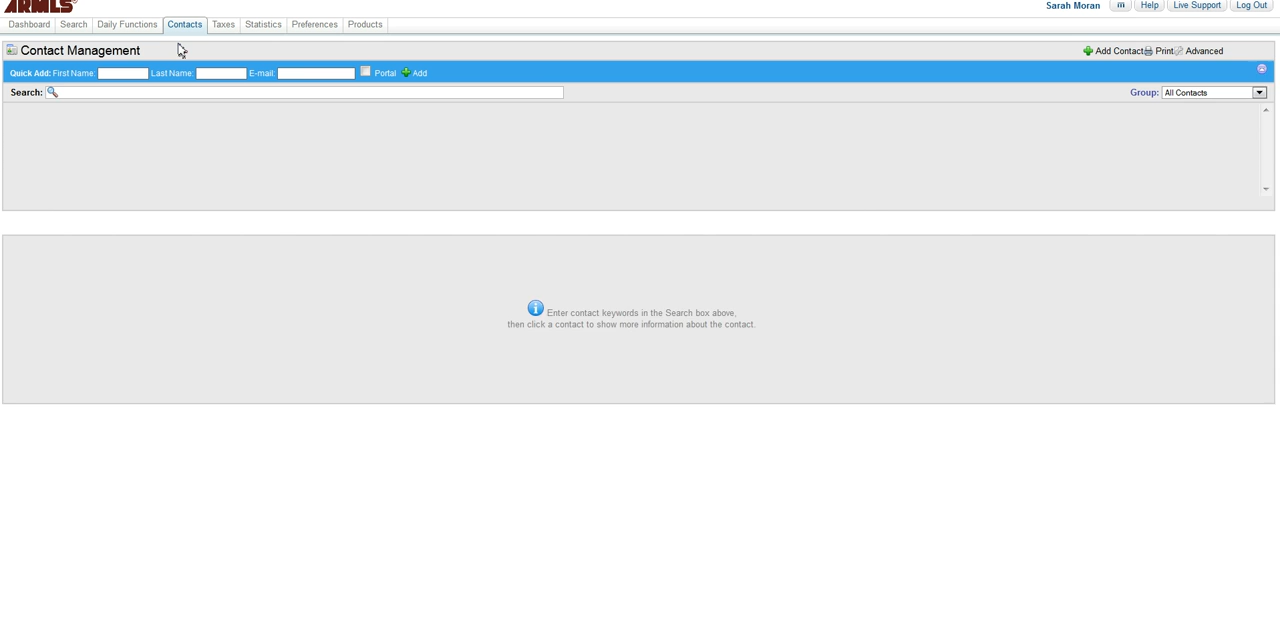 ARMLS
Sarah Moran m Help Live Support Log Out
Dashboard Search Daily Functions Contacts Taxes Statistics Preferences Products
Contact Management Add Contact Print Advanced
Quick Add: First Name: Last Name: E-mail: Portal Add
Search: Group: All Contacts
Enter contact keywords in the Search box above,
then click a contact to show more information about the contact.